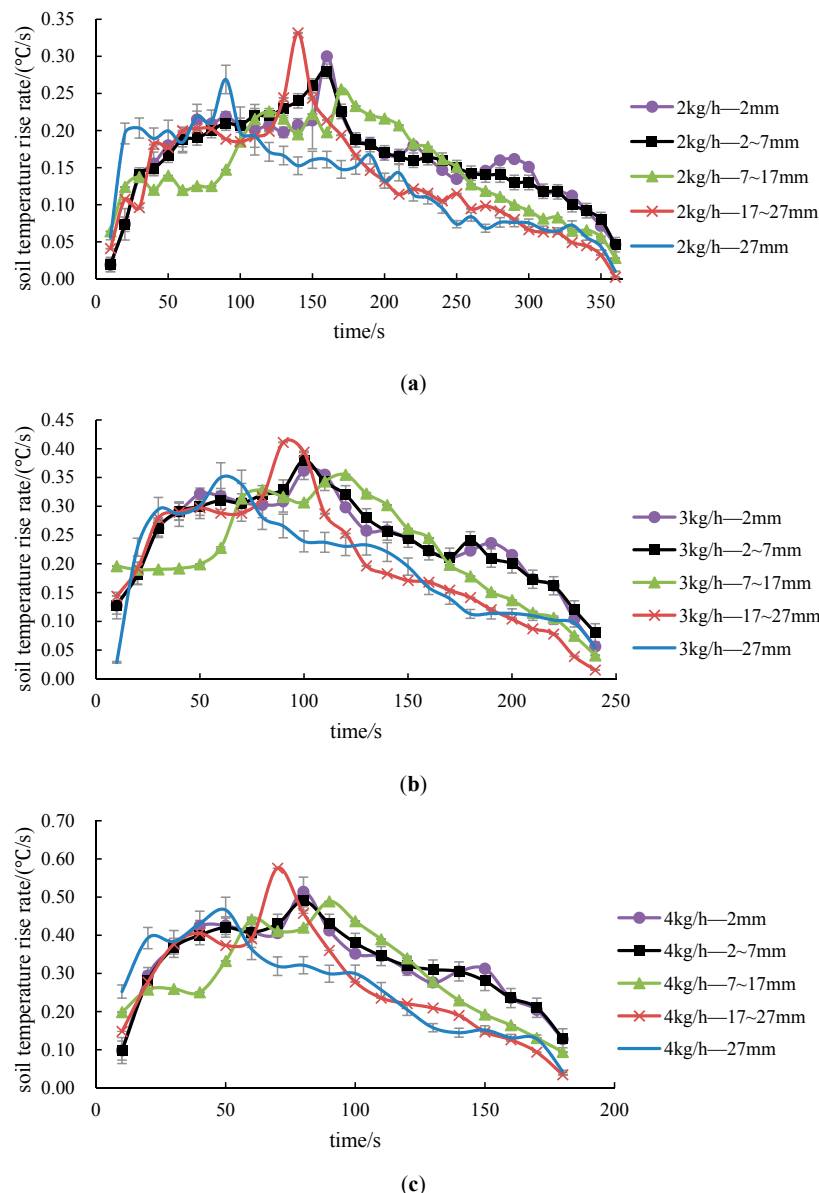 soil temperature rise rate/(℃/s)
0.35
0.30
0.25
0.20
0.15
0.10
0.05
0.00
0 50 100 150 200 250 300 350
time/s
2kg/h—2mm
2kg/h—2~7mm
2kg/h—7~17mm
2kg/h—17~27mm
2kg/h—27mm
(a)
soil temperature rise rate/(℃/s)
0.45
0.40
0.35
0.30
0.25
0.20
0.15
0.10
0.05
0.00
0 50 100 150 200 250
time/s
3kg/h—2mm
3kg/h—2~7mm
3kg/h—7~17mm
3kg/h—17~27mm
3kg/h—27mm
(b)
soil temperature rise rate/(℃/s)
0.70
0.60
0.50
0.40
0.30
0.20
0.10
0.00
0 50 100 150 200
time/s
4kg/h—2mm
4kg/h—2~7mm
4kg/h—7~17mm
4kg/h—17~27mm
4kg/h—27mm
(c)